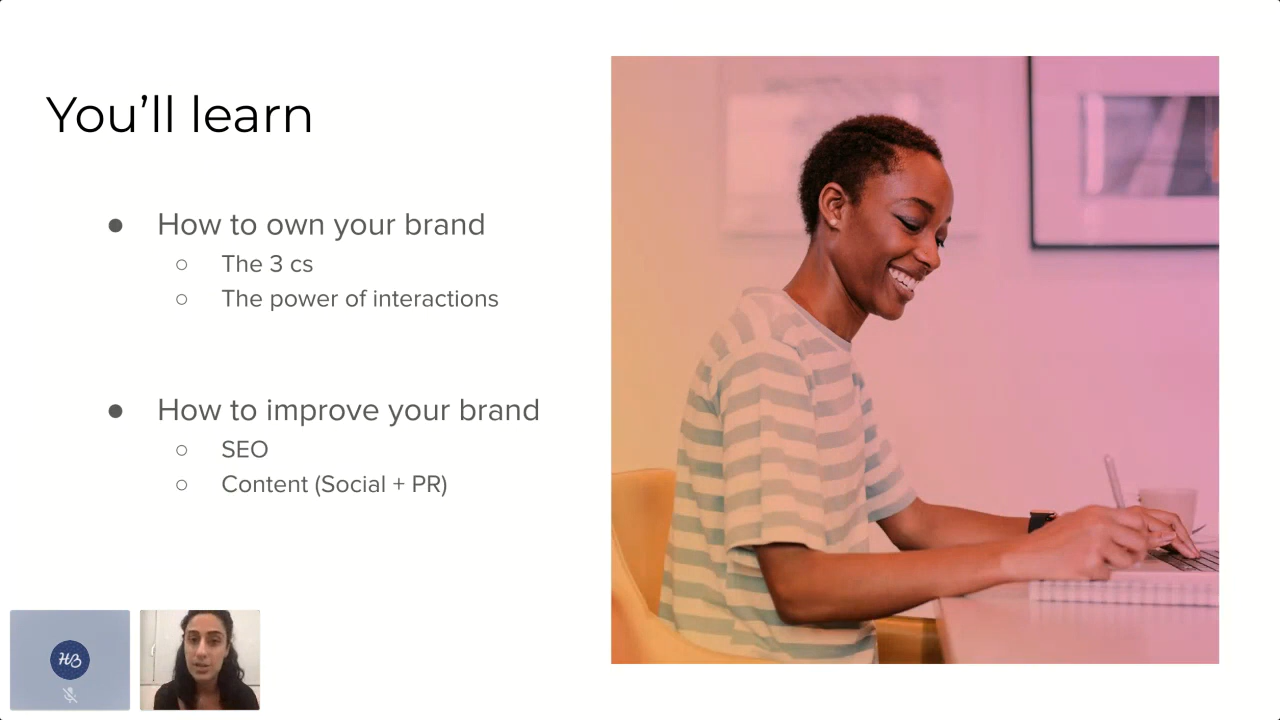 You’ll learn
● How to own your brand
○ The 3 cs
○ The power of interactions
● How to improve your brand
○ SEO
○ Content (Social + PR)
HB